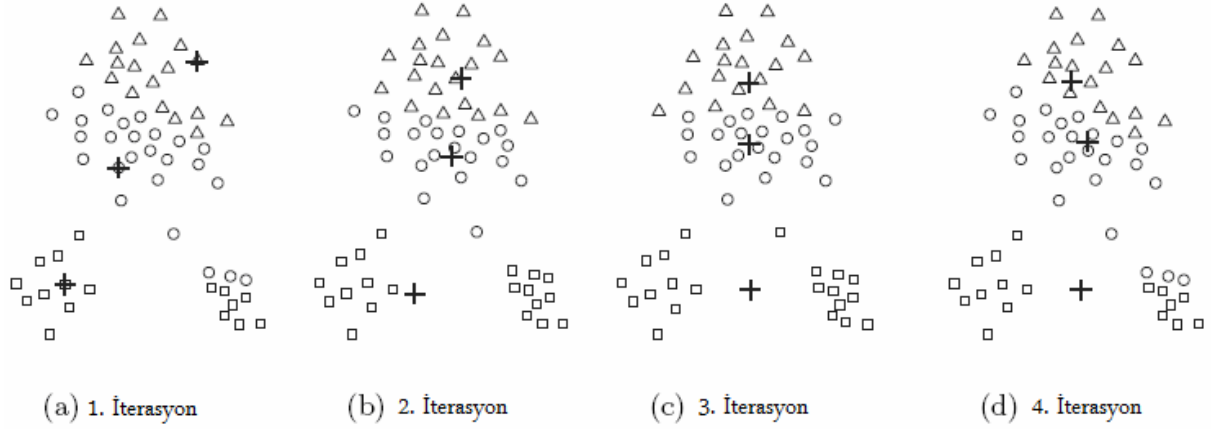 (a) 1. İterasyon
(b) 2. İterasyon
(c) 3. İterasyon
(d) 4. İterasyon